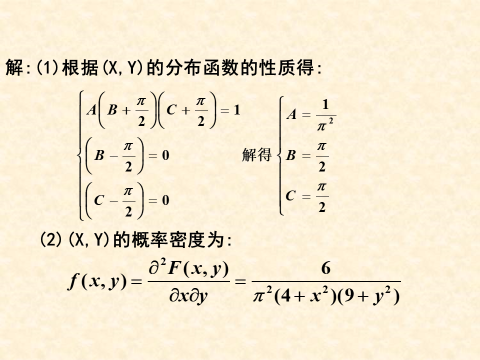 解:(1)根据(X,Y)的分布函数的性质得:
A(B + π/2)(C + π/2) = 1
(B − π/2) = 0
(C − π/2) = 0
解得
A = 1/π²
B = π/2
C = π/2
(2)(X,Y)的概率密度为:
f(x, y) = ∂²F(x, y)/∂x∂y = 6/π²(4 + x²)(9 + y²)